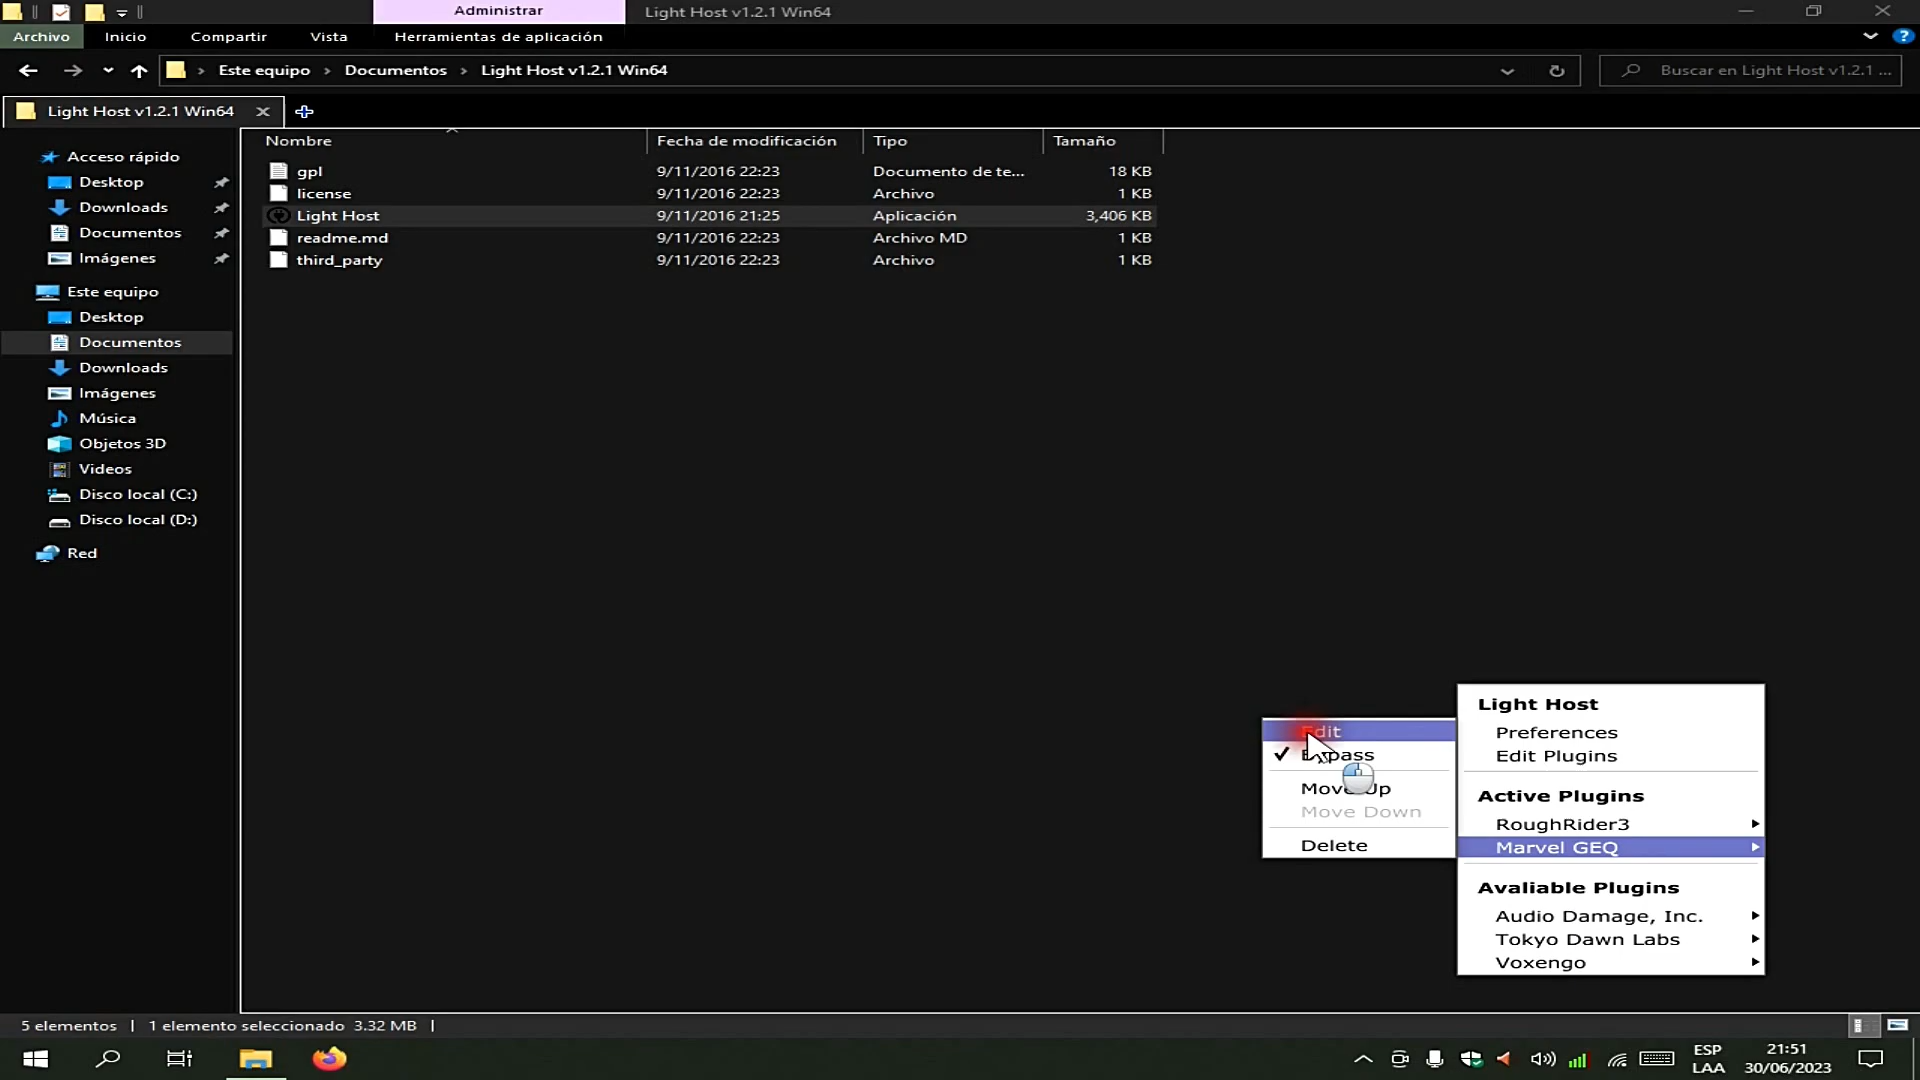 Administrar
Light Host v1.2.1 Win64
Archivo
Inicio
Compartir
Vista
Herramientas de aplicación
Este equipo
Documentos
Light Host v1.2.1 Win64
Buscar en Light Host v1.2.1 ...
Light Host v1.2.1 Win64
Nombre
Fecha de modificación
Tipo
Tamaño
gpl 9/11/2016 22:23 Documento de te... 18 KB
license 9/11/2016 22:23 Archivo 1 KB
Light Host 9/11/2016 21:25 Aplicación 3,406 KB
readme.md 9/11/2016 22:23 Archivo MD 1 KB
third_party 9/11/2016 22:23 Archivo 1 KB
Acceso rápido
Desktop
Downloads
Documentos
Imágenes
Este equipo
Desktop
Documentos
Downloads
Imágenes
Música
Objetos 3D
Videos
Disco local (C:)
Disco local (D:)
Red
Edit
Bypass
Move Up
Move Down
Delete
Light Host
Preferences
Edit Plugins
Active Plugins
RoughRider3
Marvel GEQ
Avaliable Plugins
Audio Damage, Inc.
Tokyo Dawn Labs
Voxengo
5 elementos
1 elemento seleccionado 3.32 MB
ESP
LAA
21:51
30/06/2023